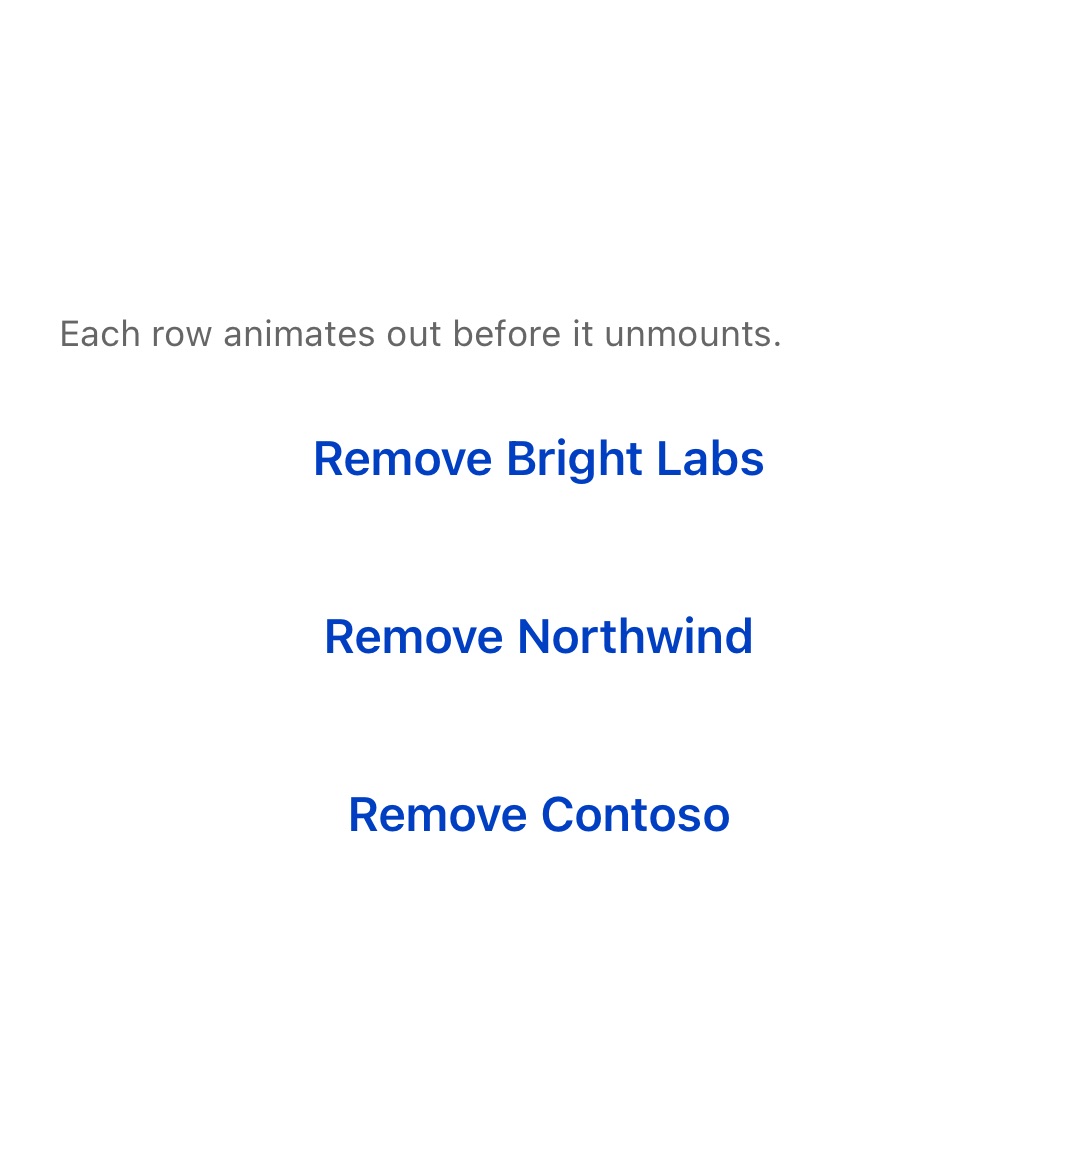 Each row animates out before it unmounts.
Remove Bright Labs
Remove Northwind
Remove Contoso